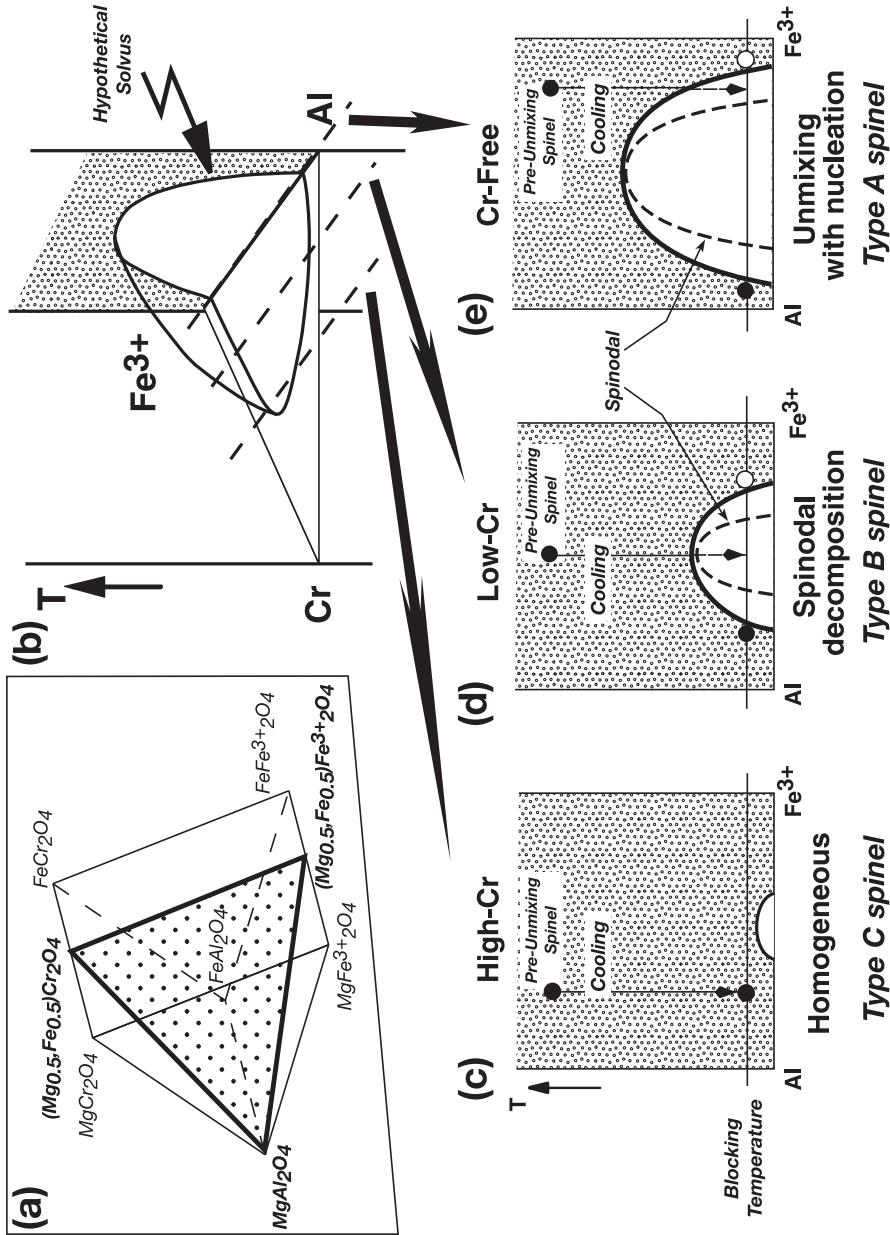 (a)
FeCr2O4
(Mg0.5,Fe0.5)Cr2O4
MgCr2O4
FeAl2O4
FeFe3+2O4
(Mg0.5,Fe0.5)Fe3+2O4
MgFe3+2O4
MgAl2O4
(b)
T
Fe3+
Hypothetical
Solvus
Al
Cr
(c)
High-Cr
T
Pre-Unmixing
Spinel
Cooling
Blocking
Temperature
Al
Fe3+
Homogeneous
Type C spinel
(d)
Low-Cr
Pre-Unmixing
Spinel
Cooling
Spinodal
Al
Fe3+
Spinodal
decomposition
Type B spinel
(e)
Cr-Free
Pre-Unmixing
Spinel
Cooling
Al
Fe3+
Unmixing
with nucleation
Type A spinel